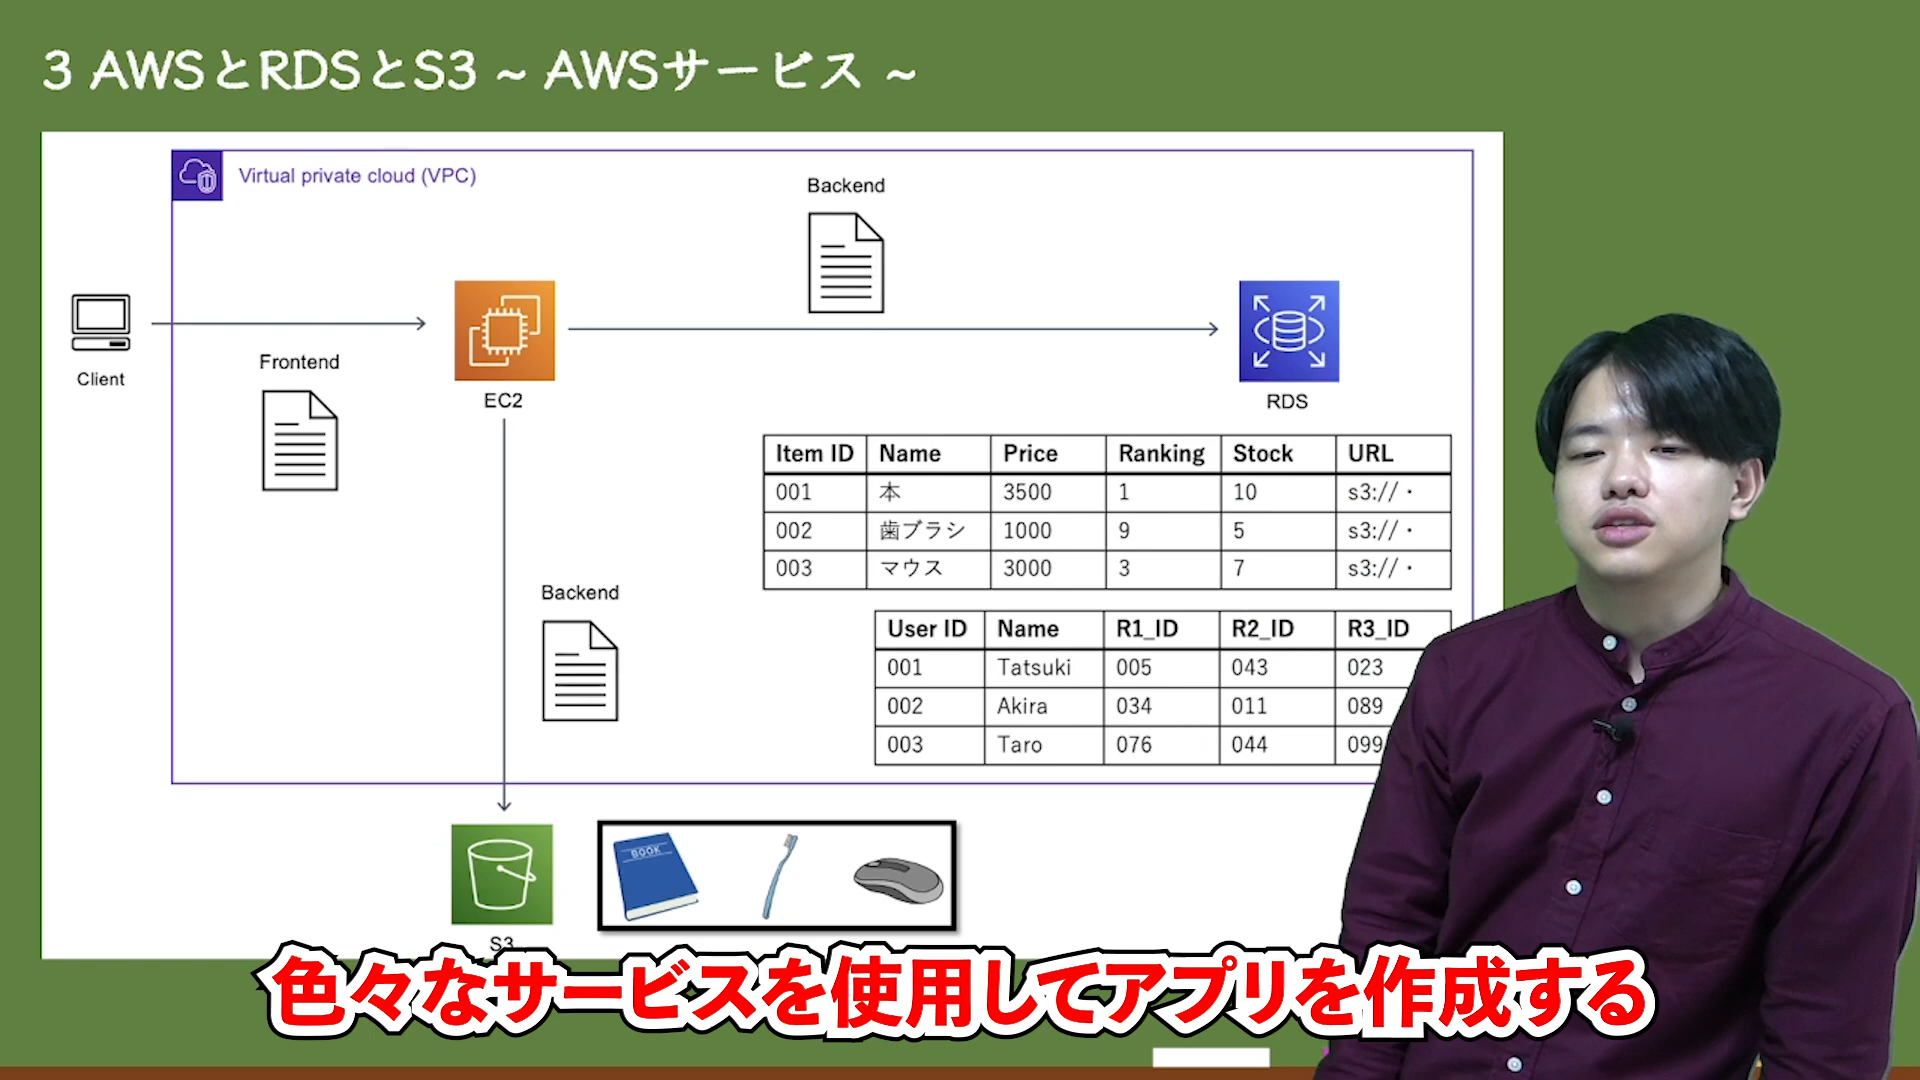 3 AWSとRDSとS3 ~ AWSサービス ~
Virtual private cloud (VPC)
Backend
Client
Frontend
EC2
RDS
Item ID Name Price Ranking Stock URL
001 本 3500 1 10 s3://・
002 歯ブラシ 1000 9 5 s3://・
003 マウス 3000 3 7 s3://・
Backend
User ID Name R1_ID R2_ID R3_ID
001 Tatsuki 005 043 023
002 Akira 034 011 089
003 Taro 076 044 099
BOOK
S3
色々なサービスを使用してアプリを作成する